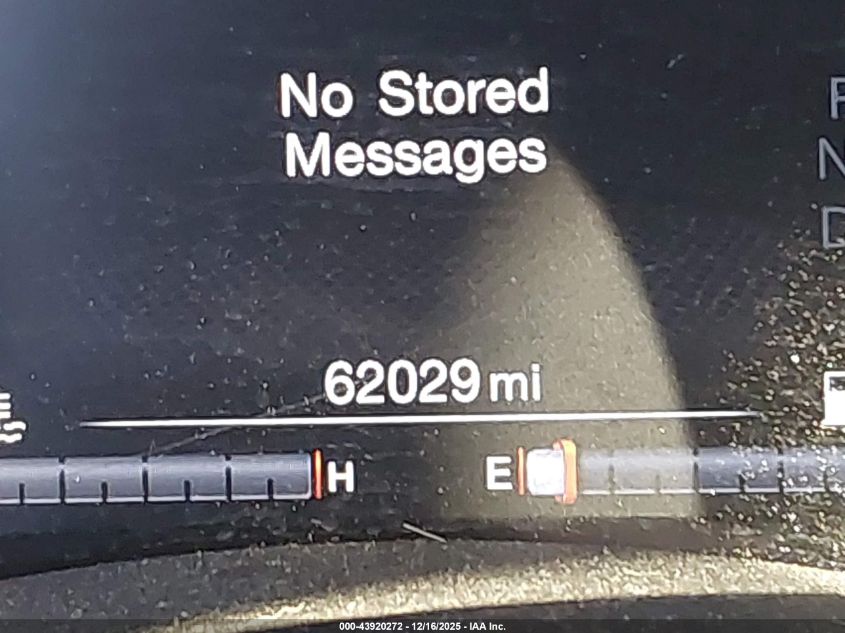 No Stored
Messages
P
N
D
62029 mi
H
E
000-43920272 - 12/16/2025 - IAA Inc.